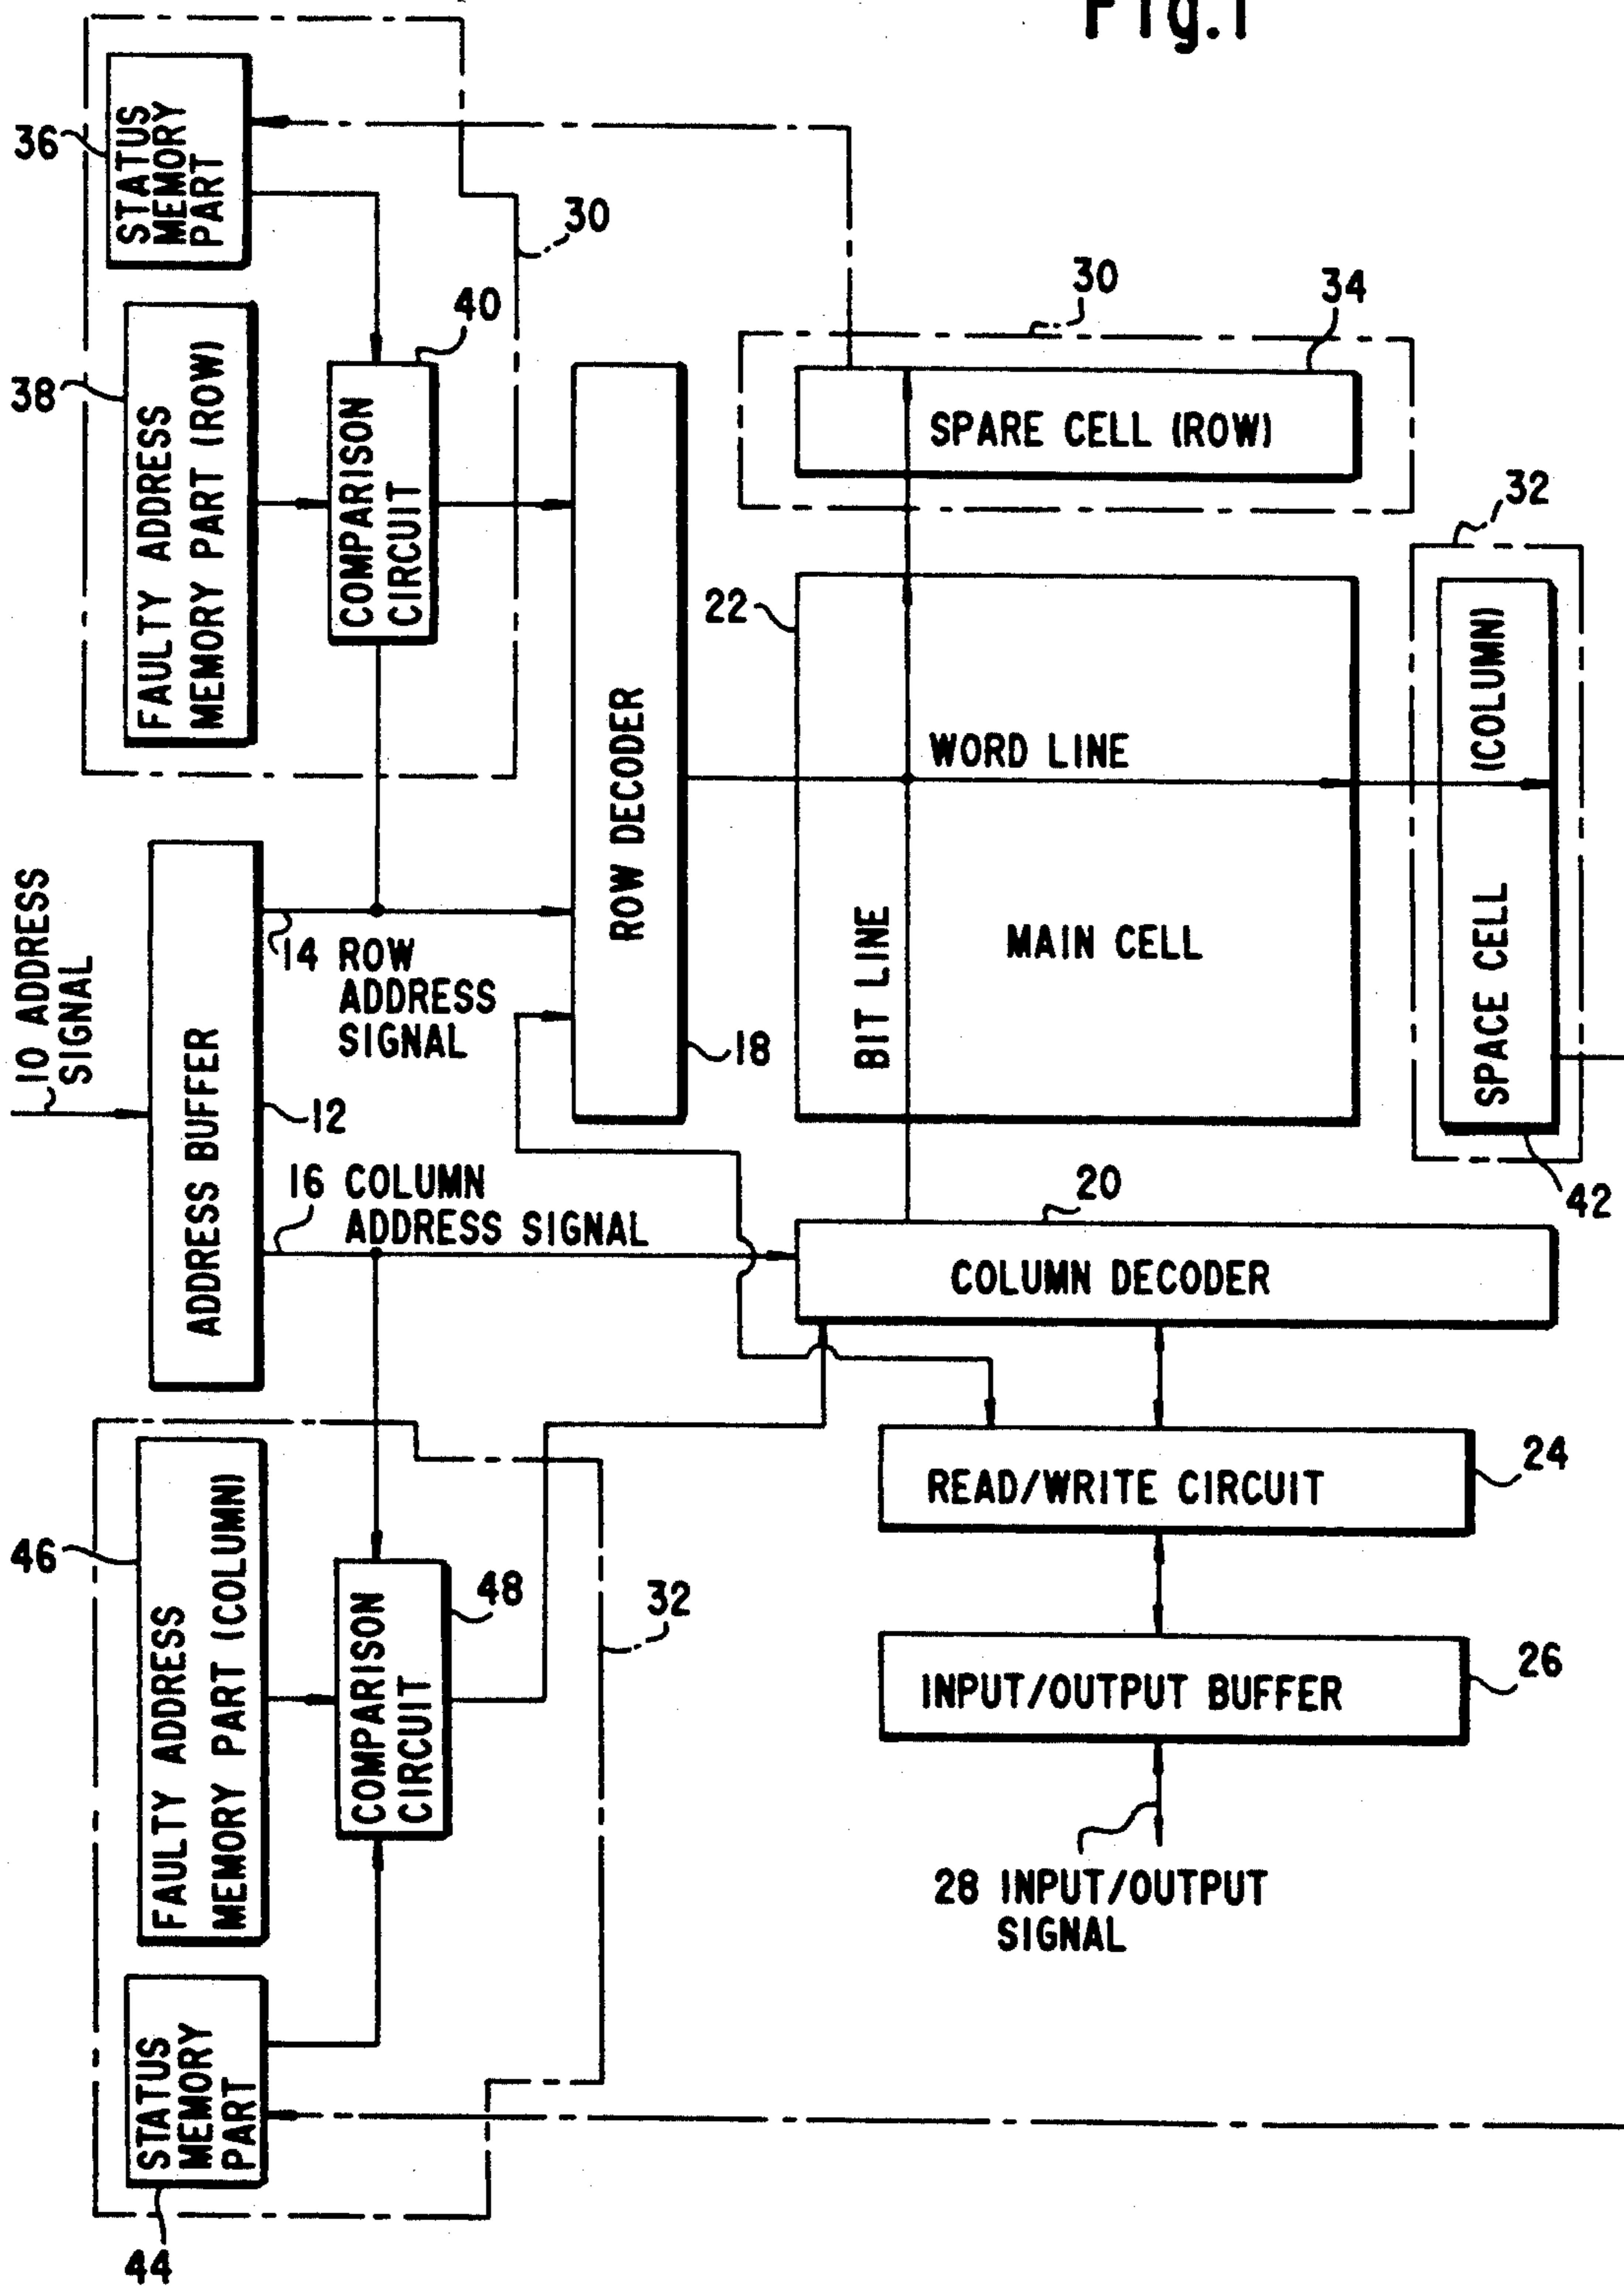 Fig.1
36
STATUS
MEMORY
PART
30
38
FAULTY ADDRESS
MEMORY PART (ROW)
40
COMPARISON
CIRCUIT
30
34
SPARE CELL (ROW)
32
22
ROW DECODER
WORD LINE
(COLUMN)
SPACE CELL
BIT LINE
MAIN CELL
10 ADDRESS
SIGNAL
ADDRESS BUFFER
14 ROW
ADDRESS
SIGNAL
18
12
16 COLUMN
ADDRESS SIGNAL
20
42
COLUMN DECODER
24
READ/WRITE CIRCUIT
46
FAULTY ADDRESS
MEMORY PART (COLUMN)
48
COMPARISON
CIRCUIT
32
26
INPUT/OUTPUT BUFFER
28 INPUT/OUTPUT
SIGNAL
STATUS
MEMORY
PART
44